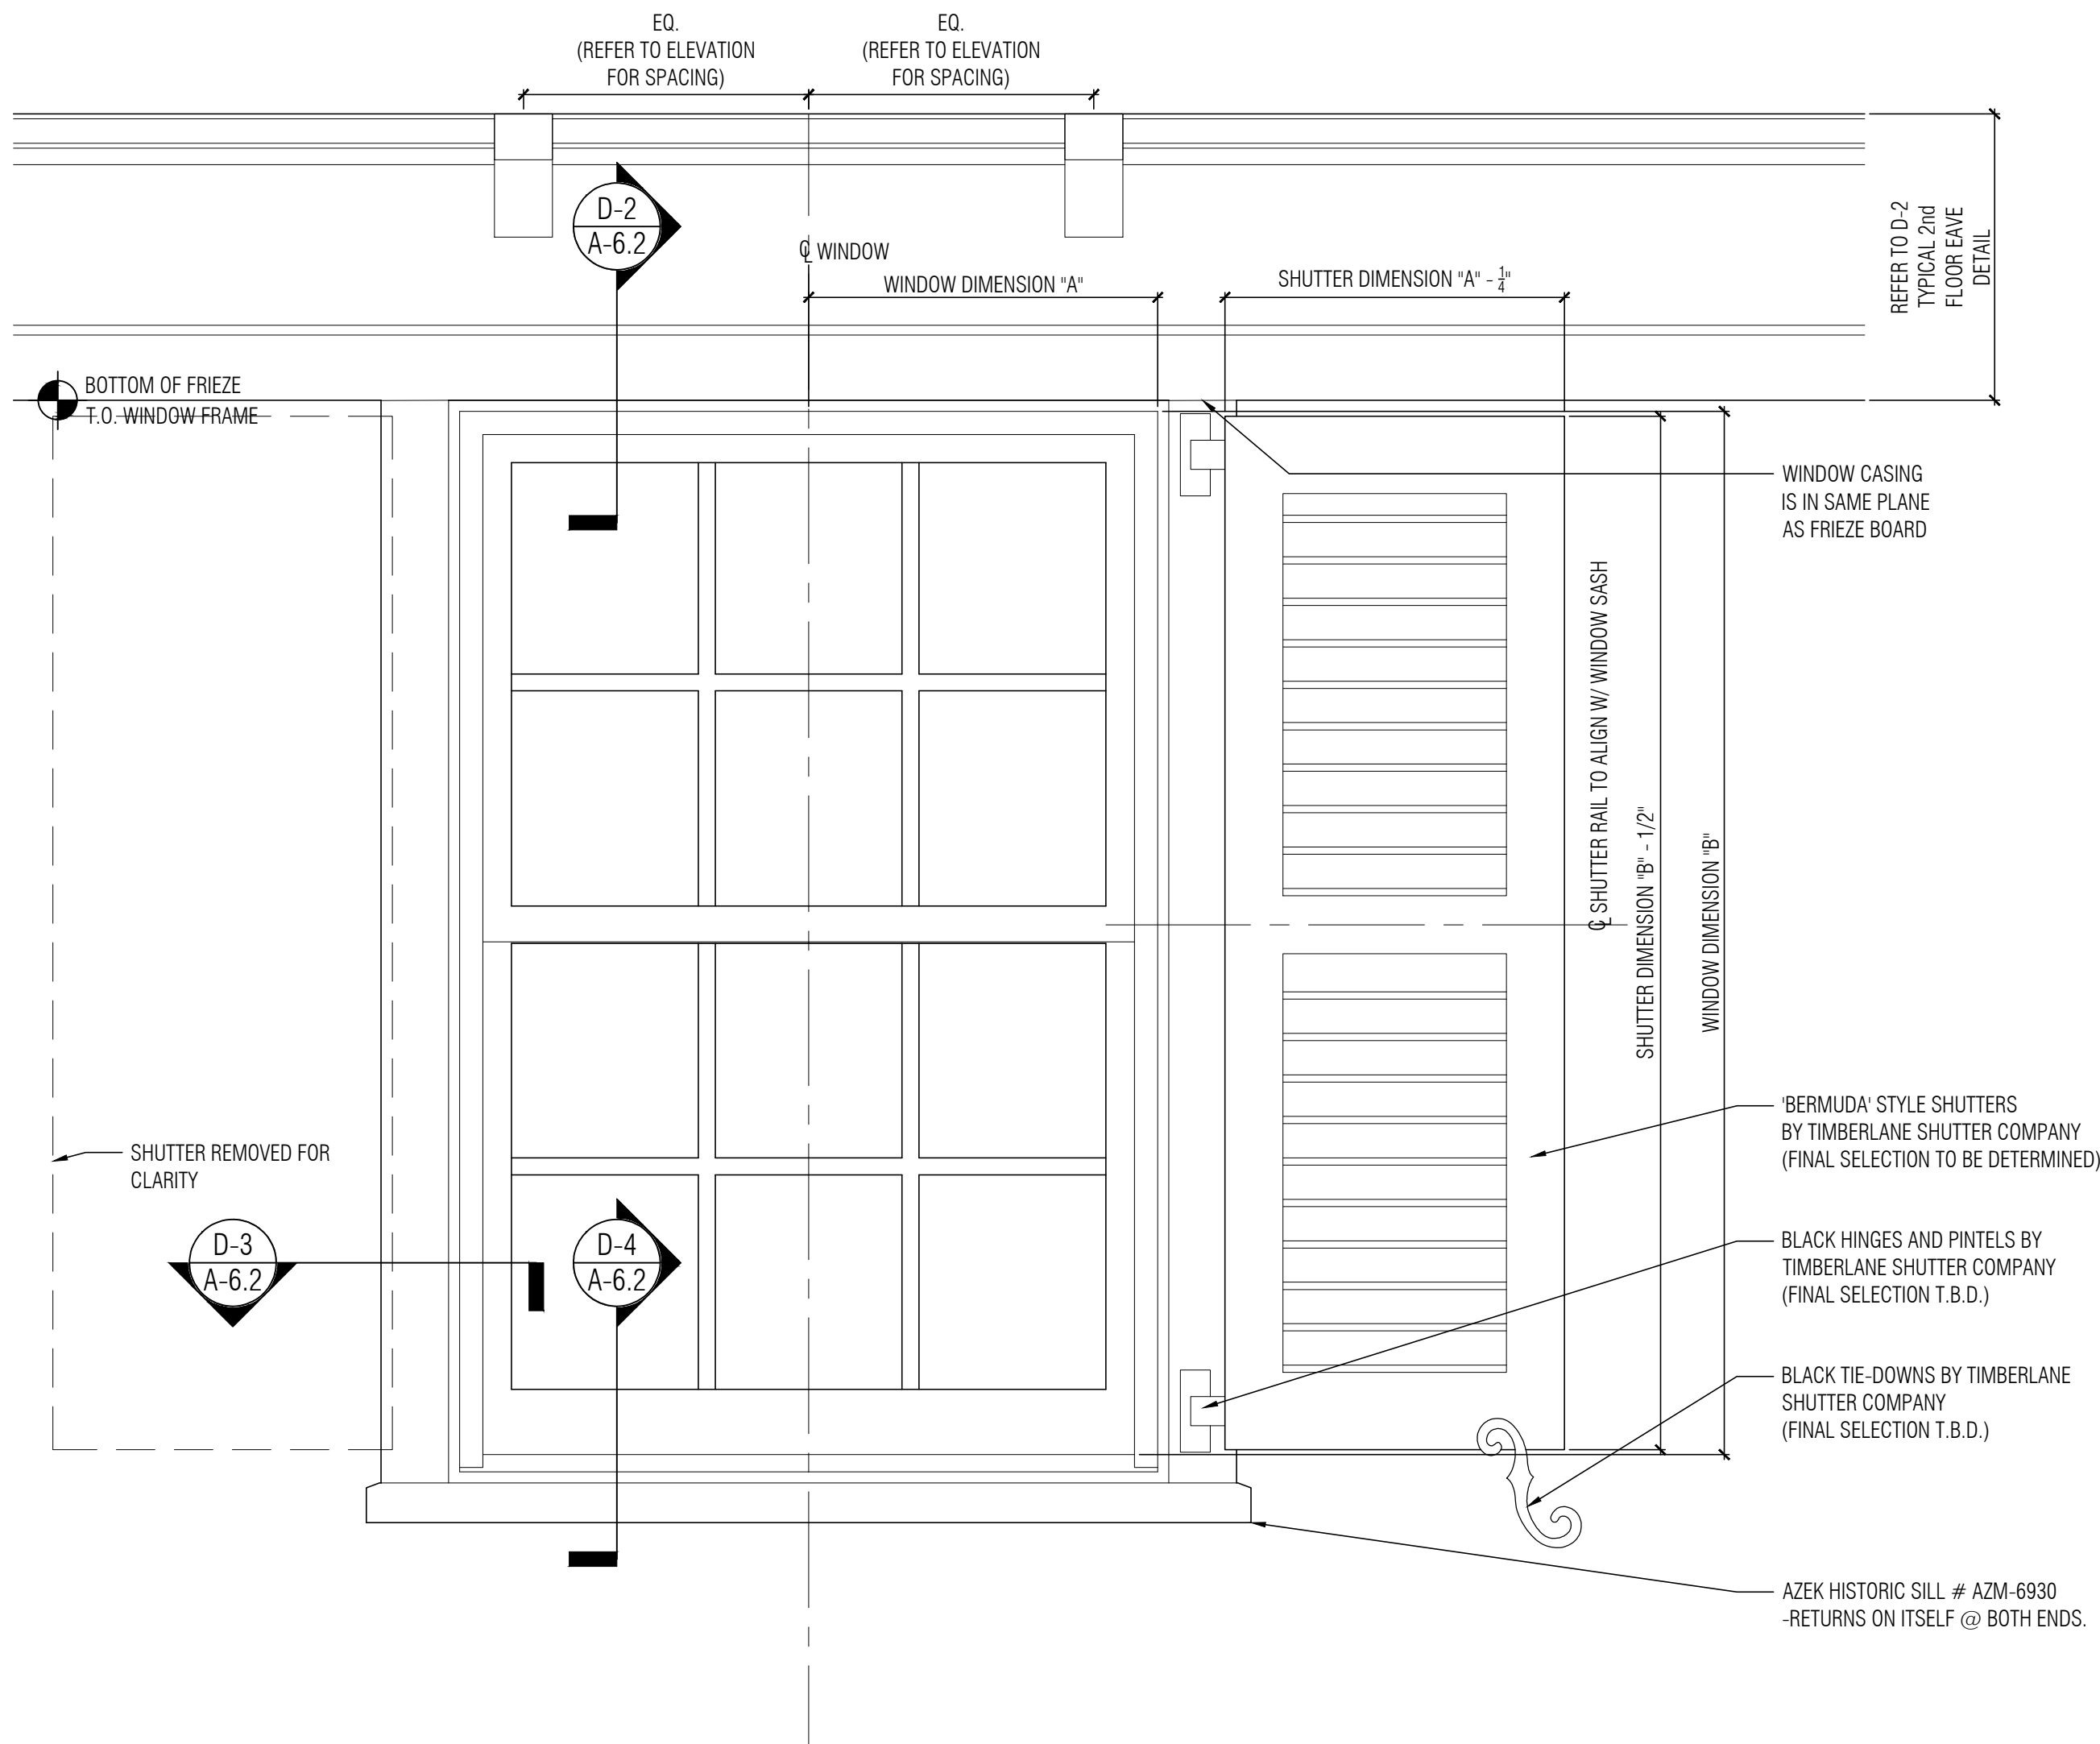 EQ.
(REFER TO ELEVATION
FOR SPACING)
EQ.
(REFER TO ELEVATION
FOR SPACING)
D-2
A-6.2
℄ WINDOW
WINDOW DIMENSION "A"
SHUTTER DIMENSION "A" - 1/4"
REFER TO D-2
TYPICAL 2nd
FLOOR EAVE
DETAIL
BOTTOM OF FRIEZE
T.O. WINDOW FRAME
WINDOW CASING
IS IN SAME PLANE
AS FRIEZE BOARD
℄ SHUTTER RAIL TO ALIGN W/ WINDOW SASH
SHUTTER DIMENSION "B" - 1/2"
WINDOW DIMENSION "B"
'BERMUDA' STYLE SHUTTERS
BY TIMBERLANE SHUTTER COMPANY
(FINAL SELECTION TO BE DETERMINED)
SHUTTER REMOVED FOR
CLARITY
D-3
A-6.2
D-4
A-6.2
BLACK HINGES AND PINTELS BY
TIMBERLANE SHUTTER COMPANY
(FINAL SELECTION T.B.D.)
BLACK TIE-DOWNS BY TIMBERLANE
SHUTTER COMPANY
(FINAL SELECTION T.B.D.)
AZEK HISTORIC SILL # AZM-6930
-RETURNS ON ITSELF @ BOTH ENDS.